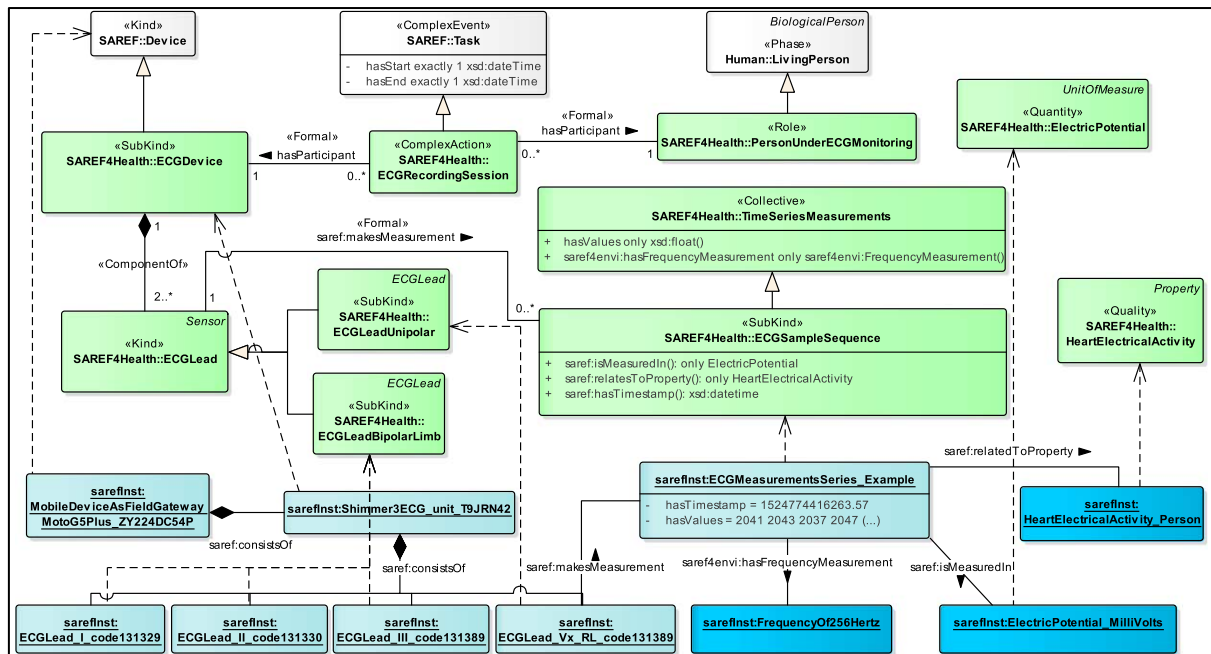 «Kind»
SAREF::Device
«ComplexEvent»
SAREF::Task
- hasStart exactly 1 xsd:dateTime
- hasEnd exactly 1 xsd:dateTime
BiologicalPerson
«Phase»
Human::LivingPerson
UnitOfMeasure
«Quantity»
SAREF4Health::ElectricPotential
«SubKind»
SAREF4Health::ECGDevice
«Formal»
hasParticipant
1
0..*
«ComplexAction»
SAREF4Health::
ECGRecordingSession
«Formal»
hasParticipant
0..*
1
«Role»
SAREF4Health::PersonUnderECGMonitoring
«Collective»
SAREF4Health::TimeSeriesMeasurements
+ hasValues only xsd:float()
+ saref4envi:hasFrequencyMeasurement only saref4envi:FrequencyMeasurement()
1
«Formal»
saref:makesMeasurement
«ComponentOf»
2..*
1
0..*
Sensor
«Kind»
SAREF4Health::ECGLead
ECGLead
«SubKind»
SAREF4Health::
ECGLeadUnipolar
ECGLead
«SubKind»
SAREF4Health::
ECGLeadBipolarLimb
«SubKind»
SAREF4Health::ECGSampleSequence
+ saref:isMeasuredIn(): only ElectricPotential
+ saref:relatesToProperty(): only HeartElectricalActivity
+ saref:hasTimestamp(): xsd:datetime
Property
«Quality»
SAREF4Health::
HeartElectricalActivity
sarefInst:
MobileDeviceAsFieldGateway
_MotoG5Plus_ZY224DC54P
sarefInst:Shimmer3ECG_unit_T9JRN42
saref:consistsOf
saref:consistsOf
sarefInst:ECGMeasurementsSeries_Example
- hasTimestamp = 1524774416263.57
- hasValues = 2041 2043 2037 2047 (...)
saref:relatedToProperty
sarefInst:
HeartElectricalActivity_Person
saref:makesMeasurement
saref4envi:hasFrequencyMeasurement
saref:isMeasuredIn
sarefInst:
ECGLead_I_code131329
sarefInst:
ECGLead_II_code131330
sarefInst:
ECGLead_III_code131389
sarefInst:
ECGLead_Vx_RL_code131389
sarefInst:FrequencyOf256Hertz
sarefInst:ElectricPotential_MilliVolts